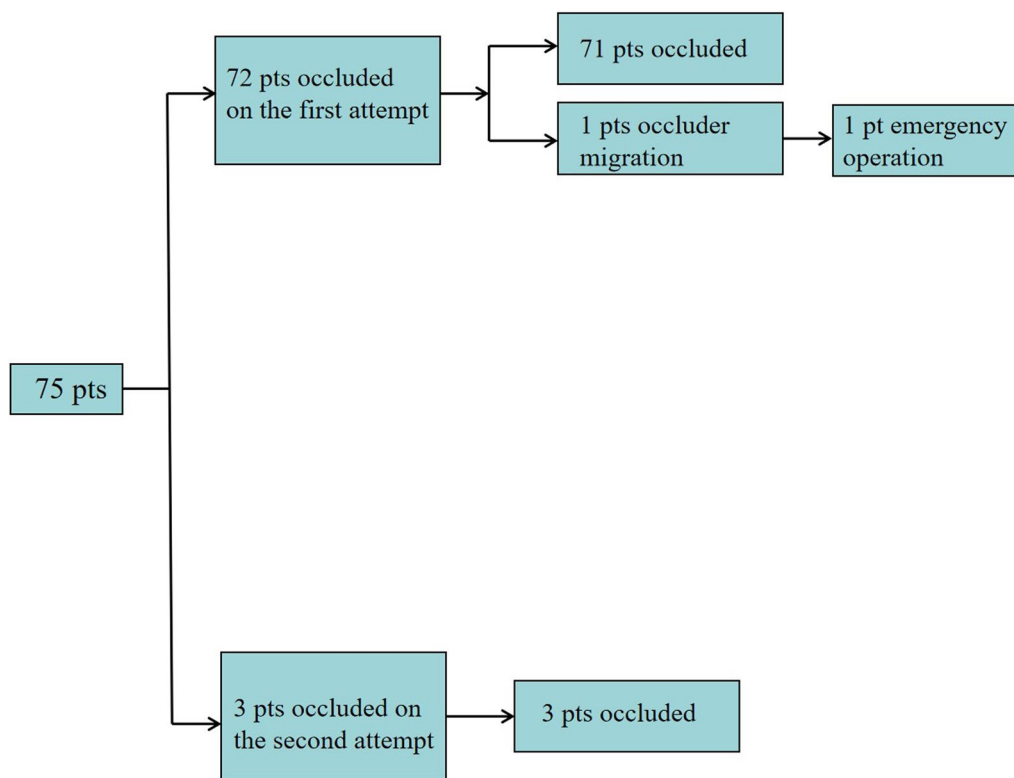 72 pts occluded
on the first attempt
71 pts occluded
1 pts occluder
migration
1 pt emergency
operation
75 pts
3 pts occluded on
the second attempt
3 pts occluded